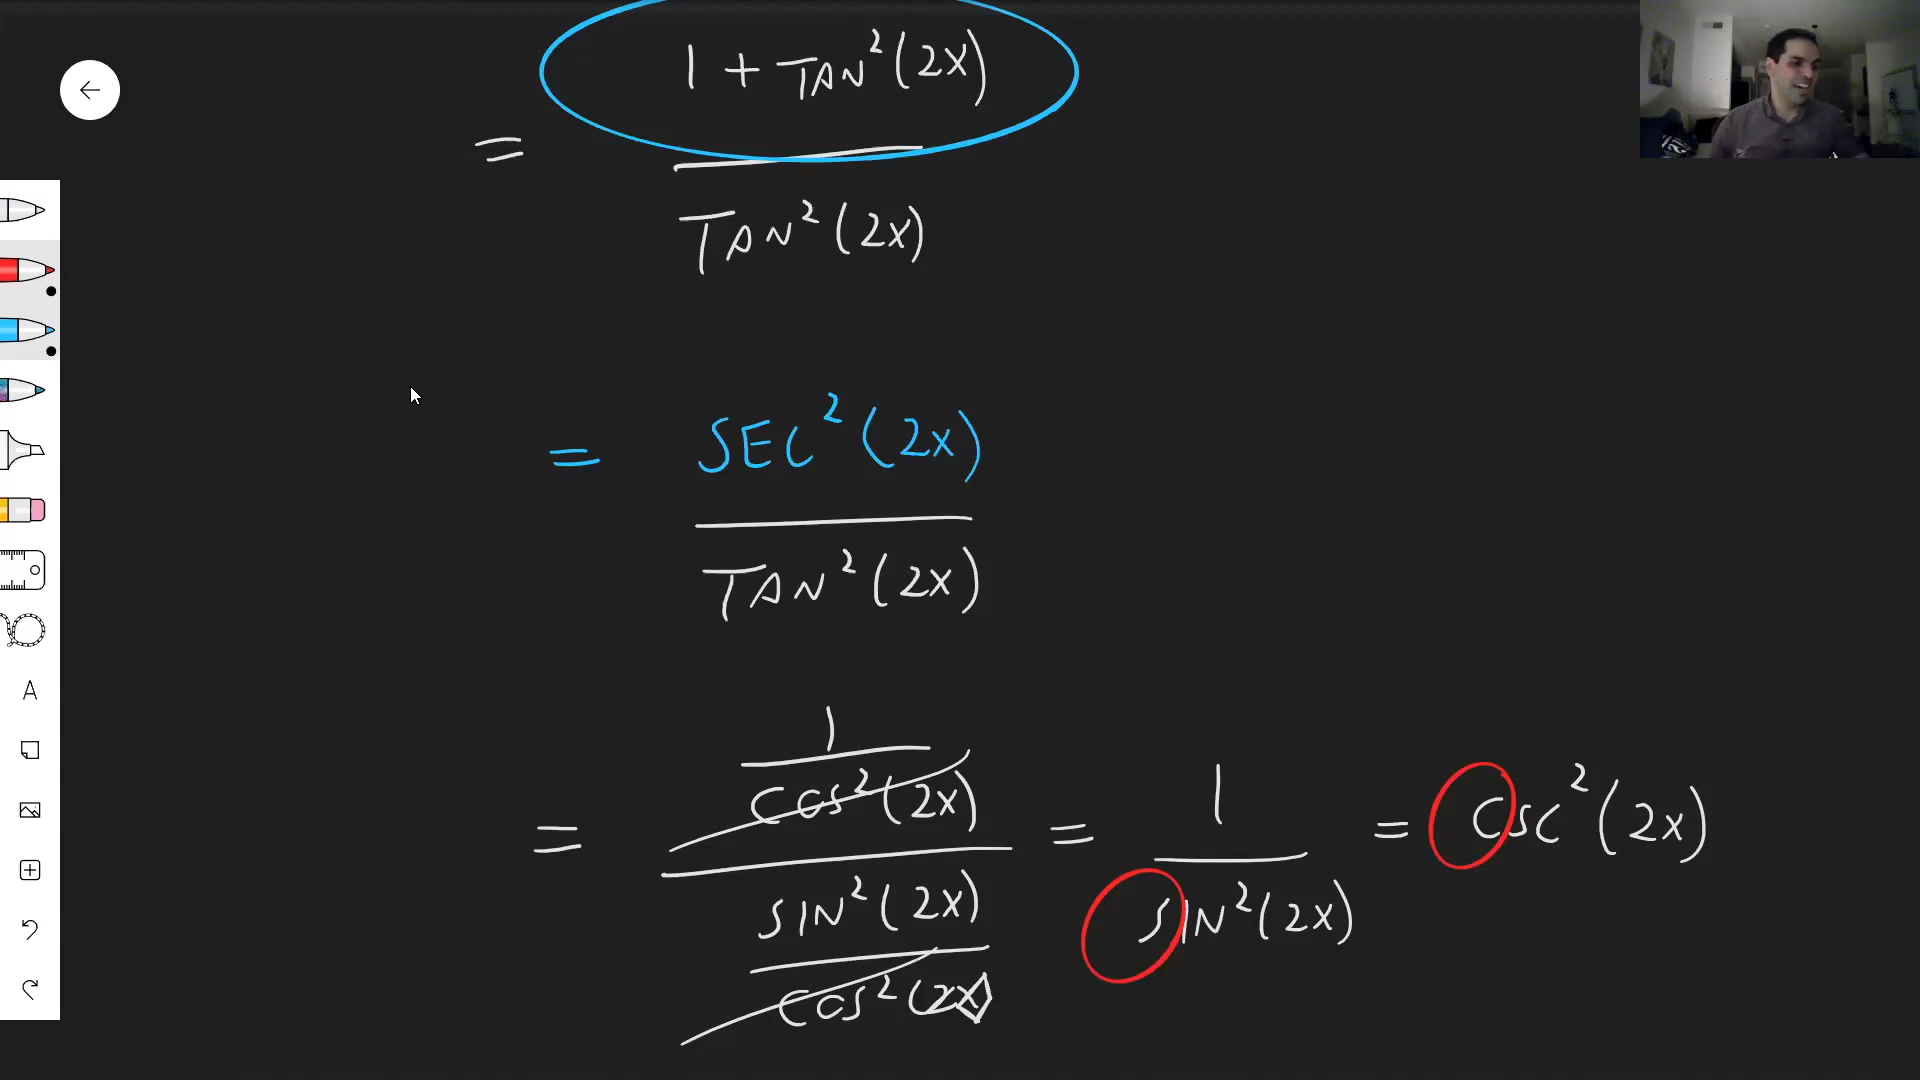 1 + TAN²(2X)
=
TAN²(2X)
= SEC²(2X)
TAN²(2X)
= 1
COS²(2X)
SIN²(2X)
COS²(2X)
= 1
SIN²(2X)
= CSC²(2X)
A